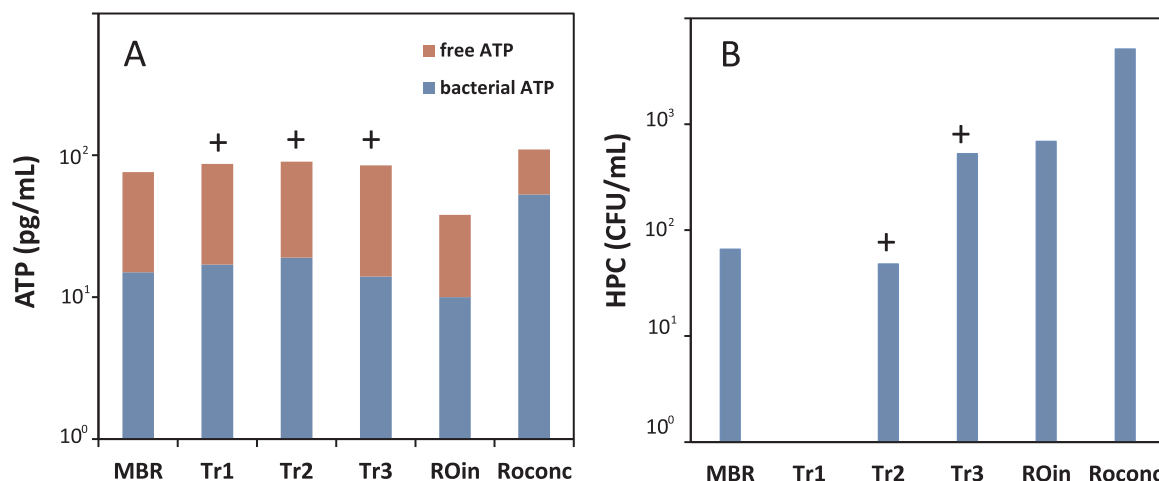 A
free ATP
bacterial ATP
+ + +
ATP (pg/mL)
10²
10¹
10⁰
MBR Tr1 Tr2 Tr3 ROin Roconc
B
+
+
HPC (CFU/mL)
10³
10²
10¹
10⁰
MBR Tr1 Tr2 Tr3 ROin Roconc